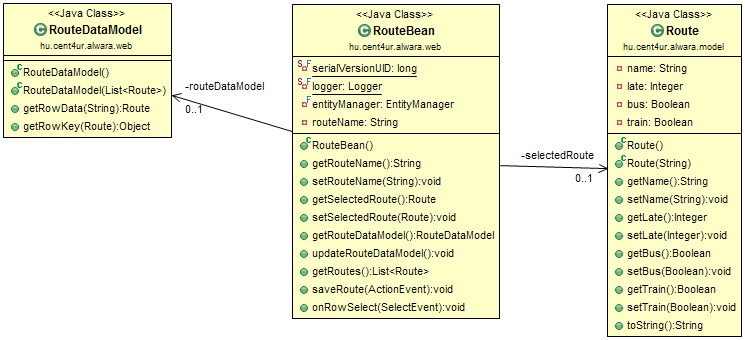 <<Java Class>>
RouteDataModel
hu.cent4ur.alwara.web
RouteDataModel()
RouteDataModel(List<Route>)
getRowData(String):Route
getRowKey(Route):Object
-routeDataModel
0..1
<<Java Class>>
RouteBean
hu.cent4ur.alwara.web
serialVersionUID: long
logger: Logger
entityManager: EntityManager
routeName: String
RouteBean()
getRouteName():String
setRouteName(String):void
getSelectedRoute():Route
setSelectedRoute(Route):void
getRouteDataModel():RouteDataModel
updateRouteDataModel():void
getRoutes():List<Route>
saveRoute(ActionEvent):void
onRowSelect(SelectEvent):void
-selectedRoute
0..1
<<Java Class>>
Route
hu.cent4ur.alwara.model
name: String
late: Integer
bus: Boolean
train: Boolean
Route()
Route(String)
getName():String
setName(String):void
getLate():Integer
setLate(Integer):void
getBus():Boolean
setBus(Boolean):void
getTrain():Boolean
setTrain(Boolean):void
toString():String